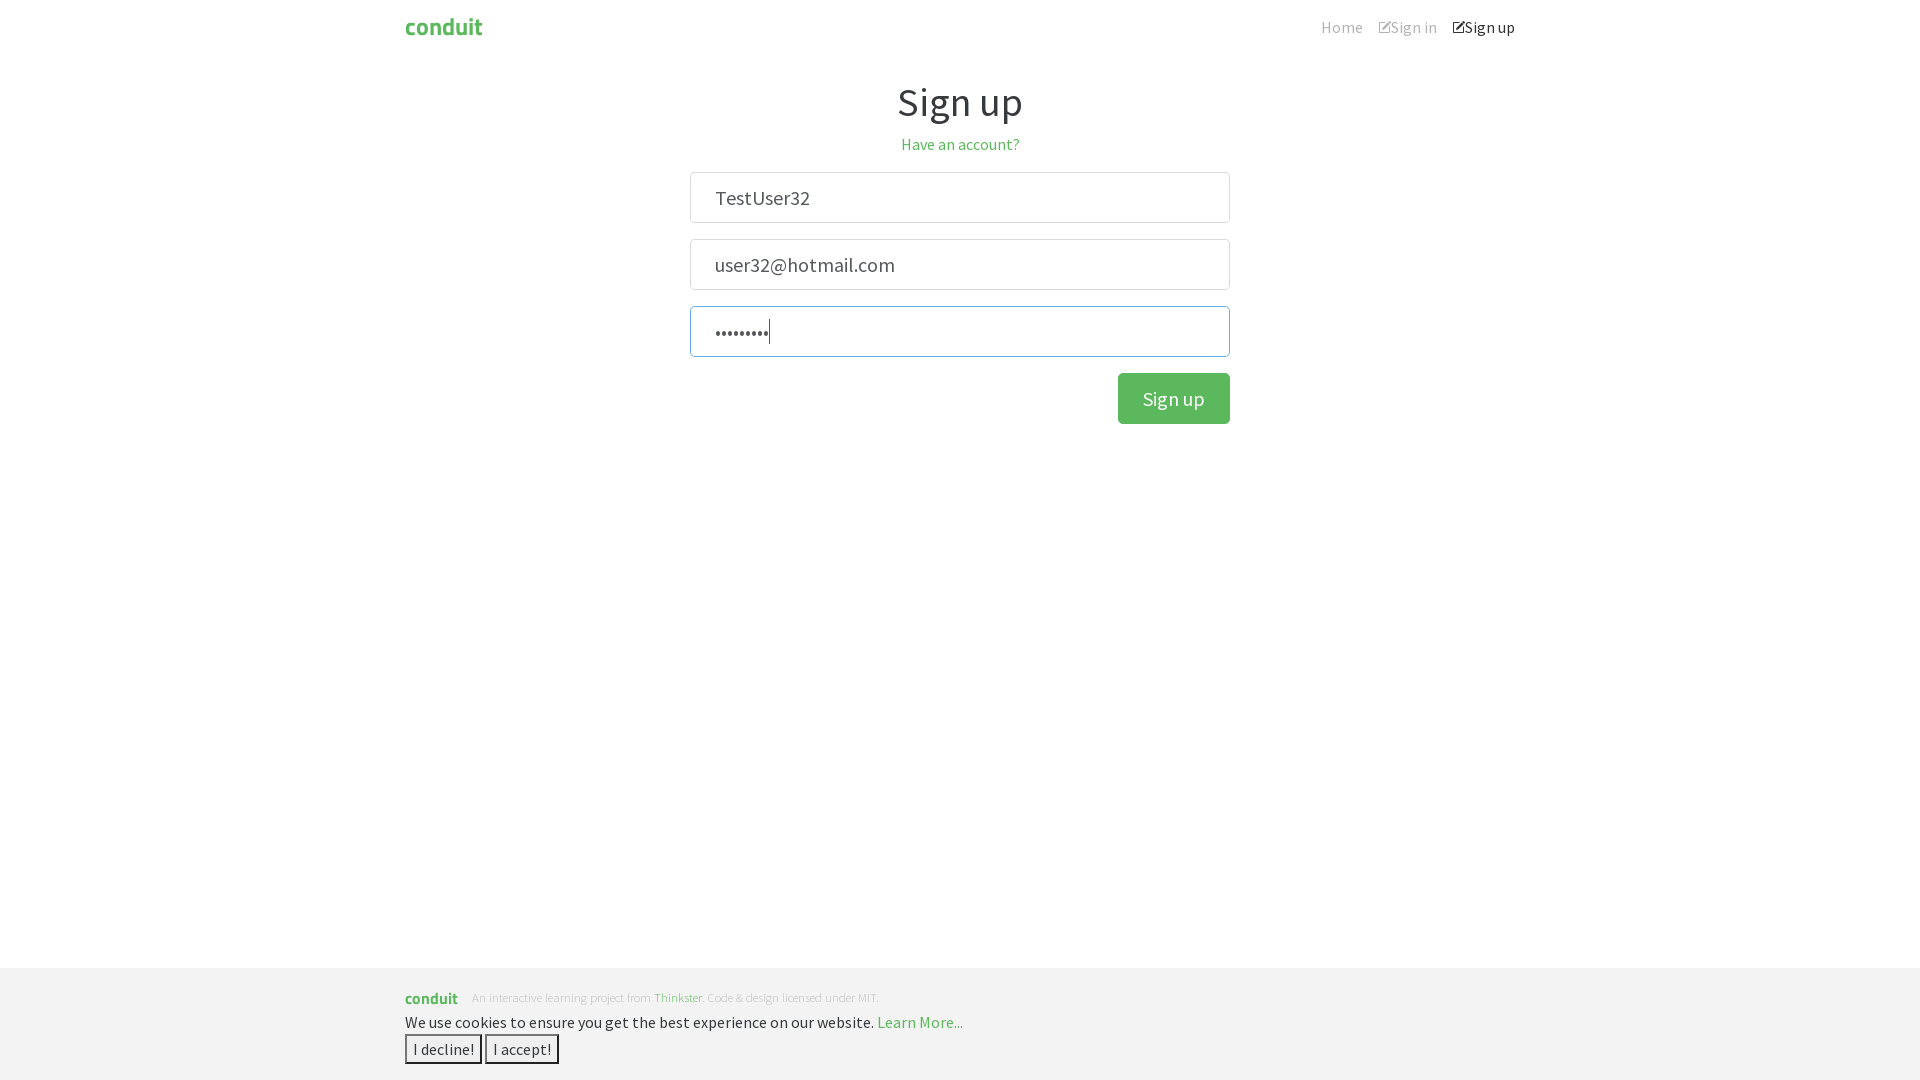 conduit
Home
Sign in
Sign up
Sign up
Have an account?
TestUser32
user32@hotmail.com
•••••••••
Sign up
conduit An interactive learning project from Thinkster. Code & design licensed under MIT.
We use cookies to ensure you get the best experience on our website. Learn More...
I decline! I accept!